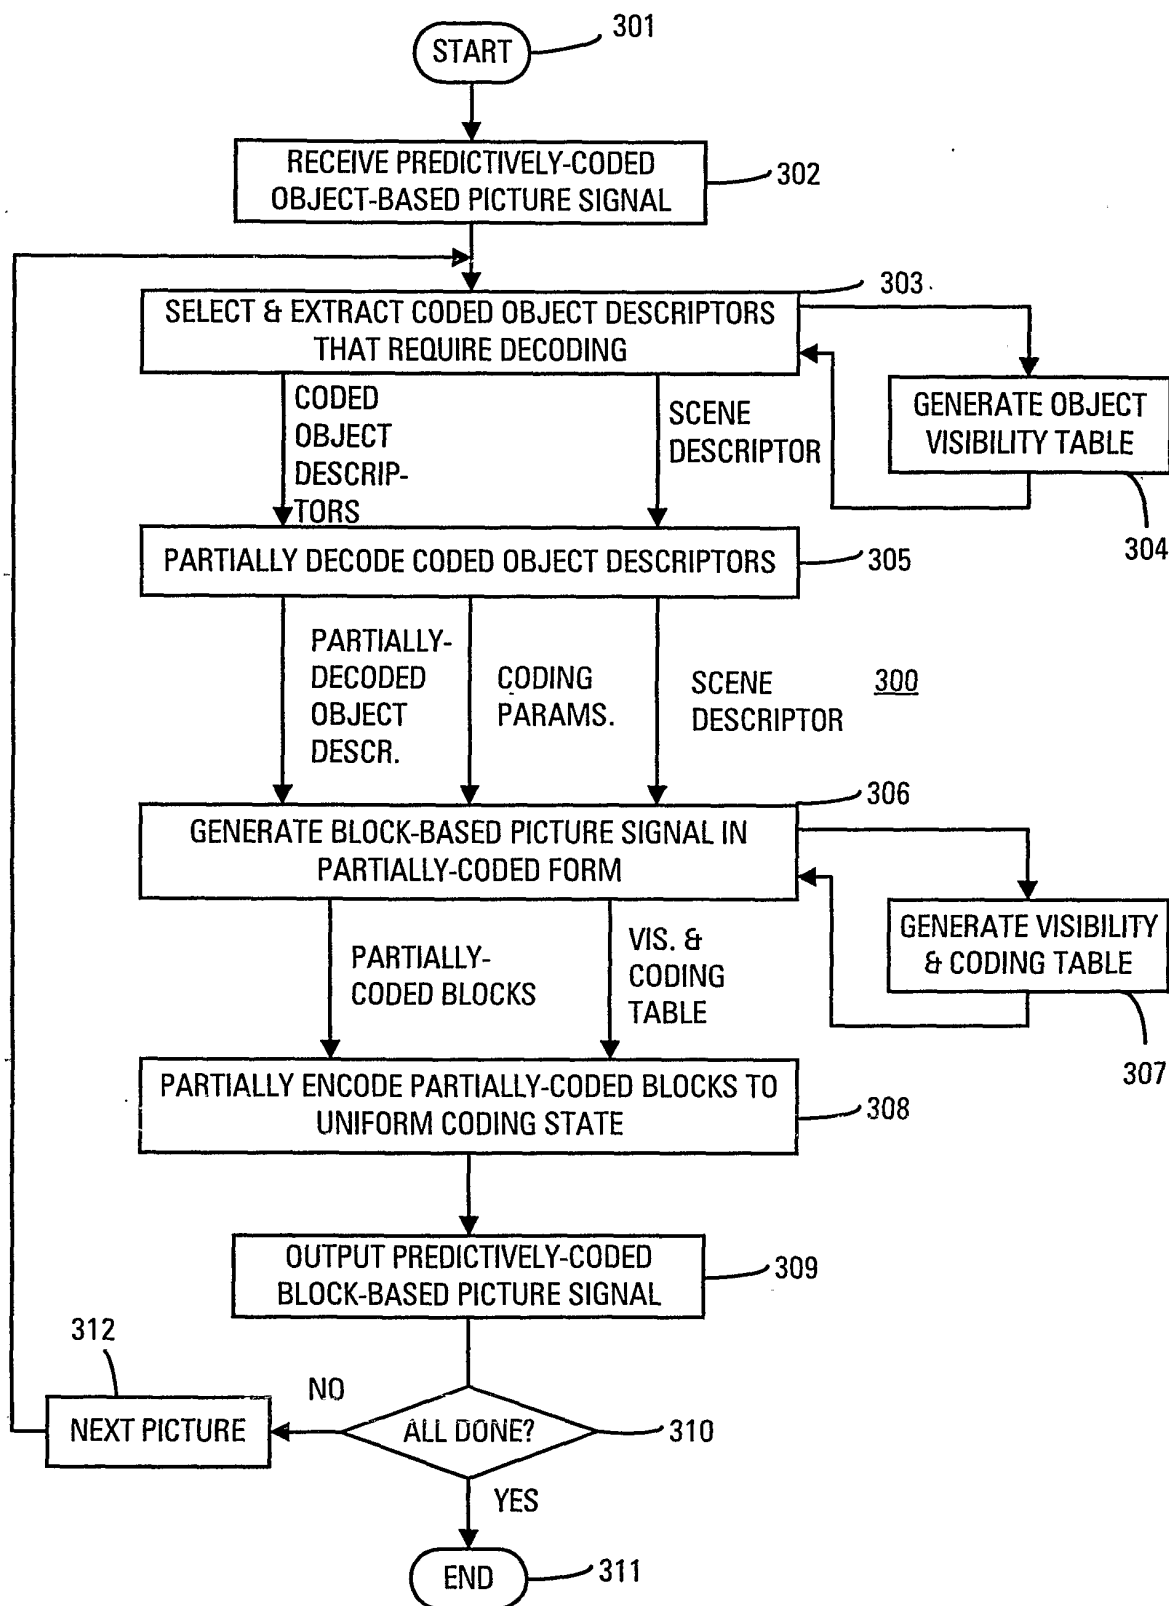 START
301
RECEIVE PREDICTIVELY-CODED
OBJECT-BASED PICTURE SIGNAL
302
SELECT & EXTRACT CODED OBJECT DESCRIPTORS
THAT REQUIRE DECODING
303
GENERATE OBJECT
VISIBILITY TABLE
304
CODED
OBJECT
DESCRIP-
TORS
SCENE
DESCRIPTOR
PARTIALLY DECODE CODED OBJECT DESCRIPTORS
305
PARTIALLY-
DECODED
OBJECT
DESCR.
CODING
PARAMS.
SCENE
DESCRIPTOR
300
GENERATE BLOCK-BASED PICTURE SIGNAL IN
PARTIALLY-CODED FORM
306
GENERATE VISIBILITY
& CODING TABLE
307
PARTIALLY-
CODED BLOCKS
VIS. &
CODING
TABLE
PARTIALLY ENCODE PARTIALLY-CODED BLOCKS TO
UNIFORM CODING STATE
308
OUTPUT PREDICTIVELY-CODED
BLOCK-BASED PICTURE SIGNAL
309
312
NEXT PICTURE
NO
ALL DONE?
310
YES
END
311